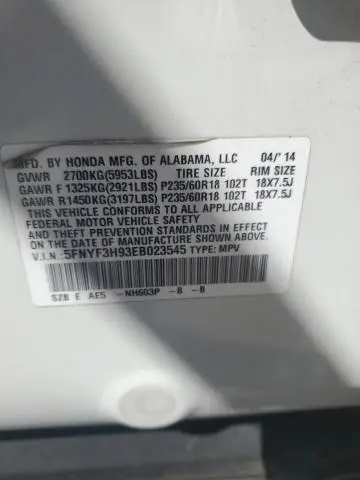 MFD. BY HONDA MFG. OF ALABAMA, LLC 04/'14
GVWR 2700KG(5953LBS) TIRE SIZE RIM SIZE
GAWR F 1325KG(2921LBS) P235/60R18 102T 18X7.5J
GAWR R 1450KG(3197LBS) P235/60R18 102T 18X7.5J
THIS VEHICLE CONFORMS TO ALL APPLICABLE
FEDERAL MOTOR VEHICLE SAFETY
AND THEFT PREVENTION STANDARDS IN EFFECT
ON THE DATE OF MANUFACTURE SHOWN ABOVE.
V.I.N.: 5FNYF3H93EB023545 TYPE: MPV
SZB E AE5 -NH603P -B -B